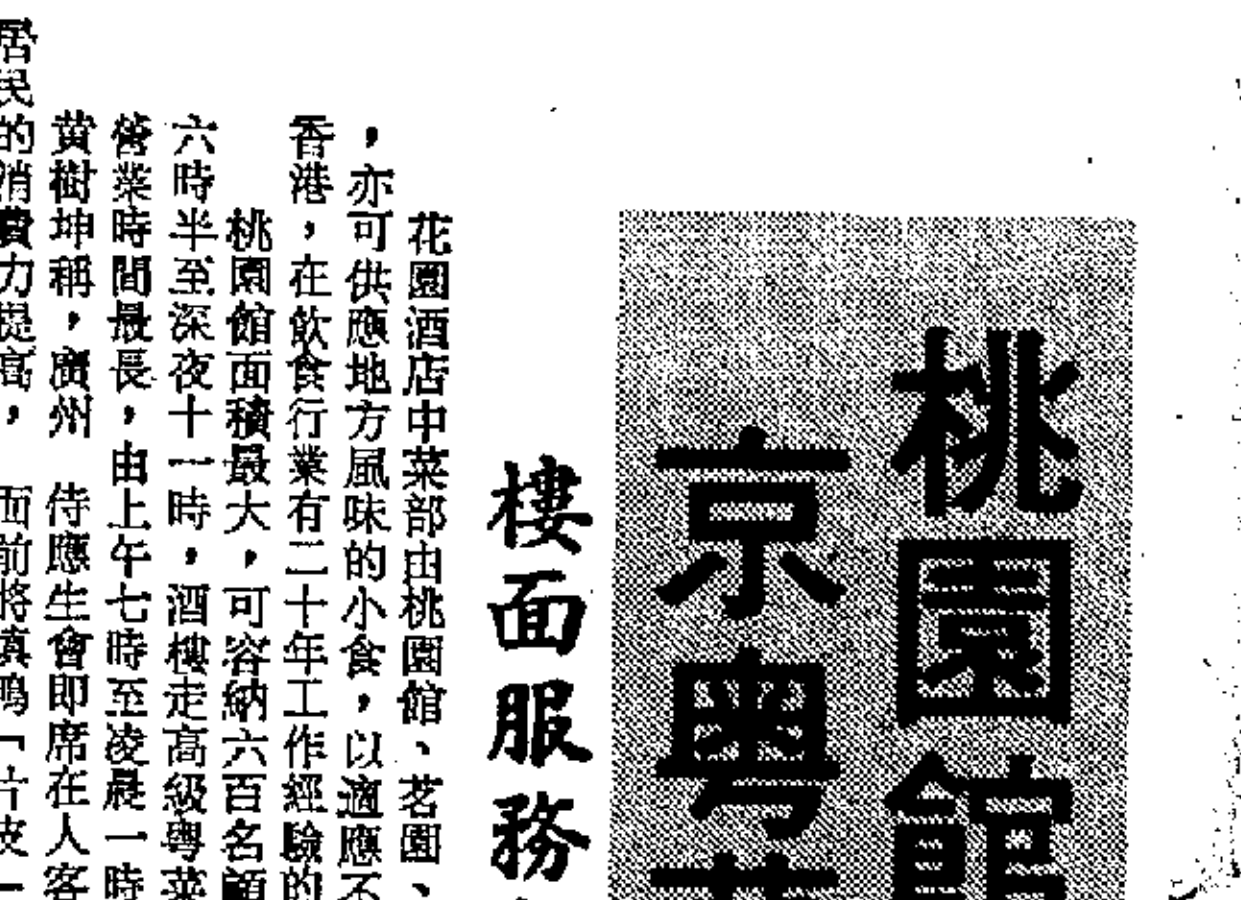 桃園館
京粵菜
樓面服務
花園酒店中菜部由桃園館、茗園、
，亦可供應地方風味的小食，以適應不
香港，在飲食行業有二十年工作經驗的
桃園館面積最大，可容納六百名顧
六時半至深夜十一時，酒樓走高級粵菜
營業時間最長，由上午七時至凌晨一時
黃樹坤稱，廣州
侍應生會即席在人客
居民的消費力提高，
面前將填鴨「片皮